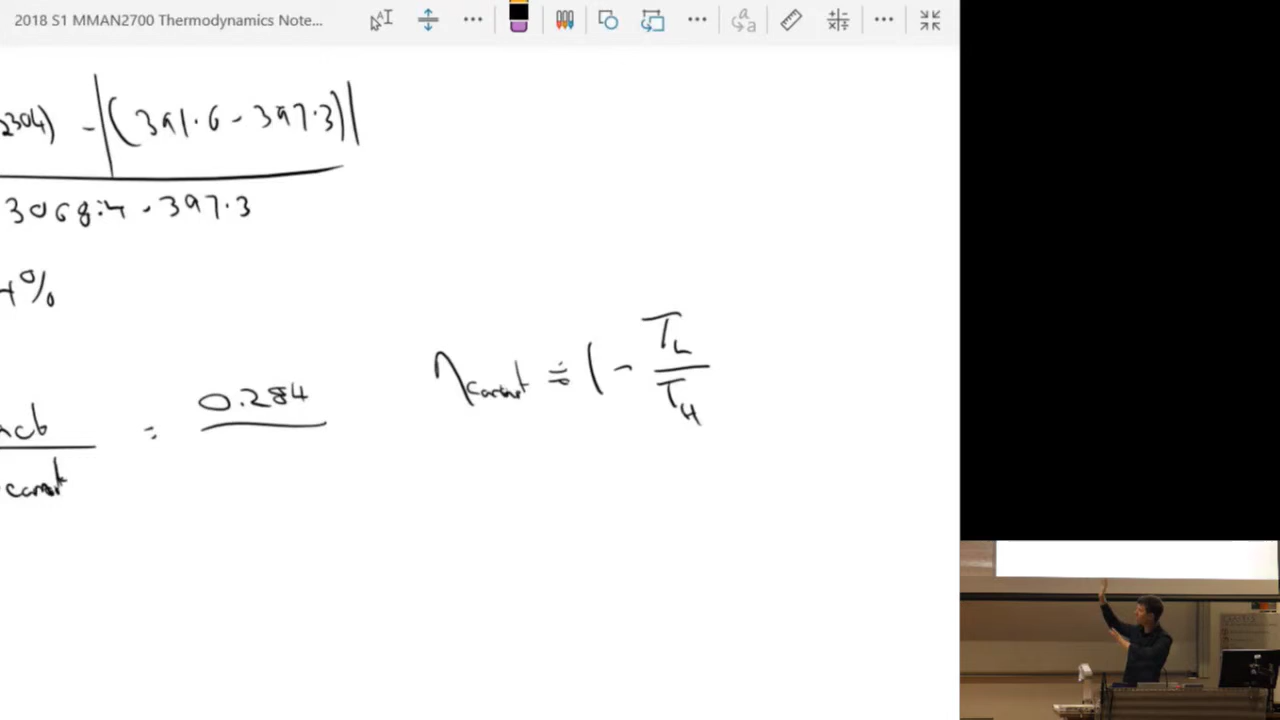 2018 S1 MMAN2700 Thermodynamics Note...
2304) - |(391.6 - 397.3)|
3068.4 - 397.3
4%
η carnot = 1 - T_L / T_H
act / carnot = 0.284